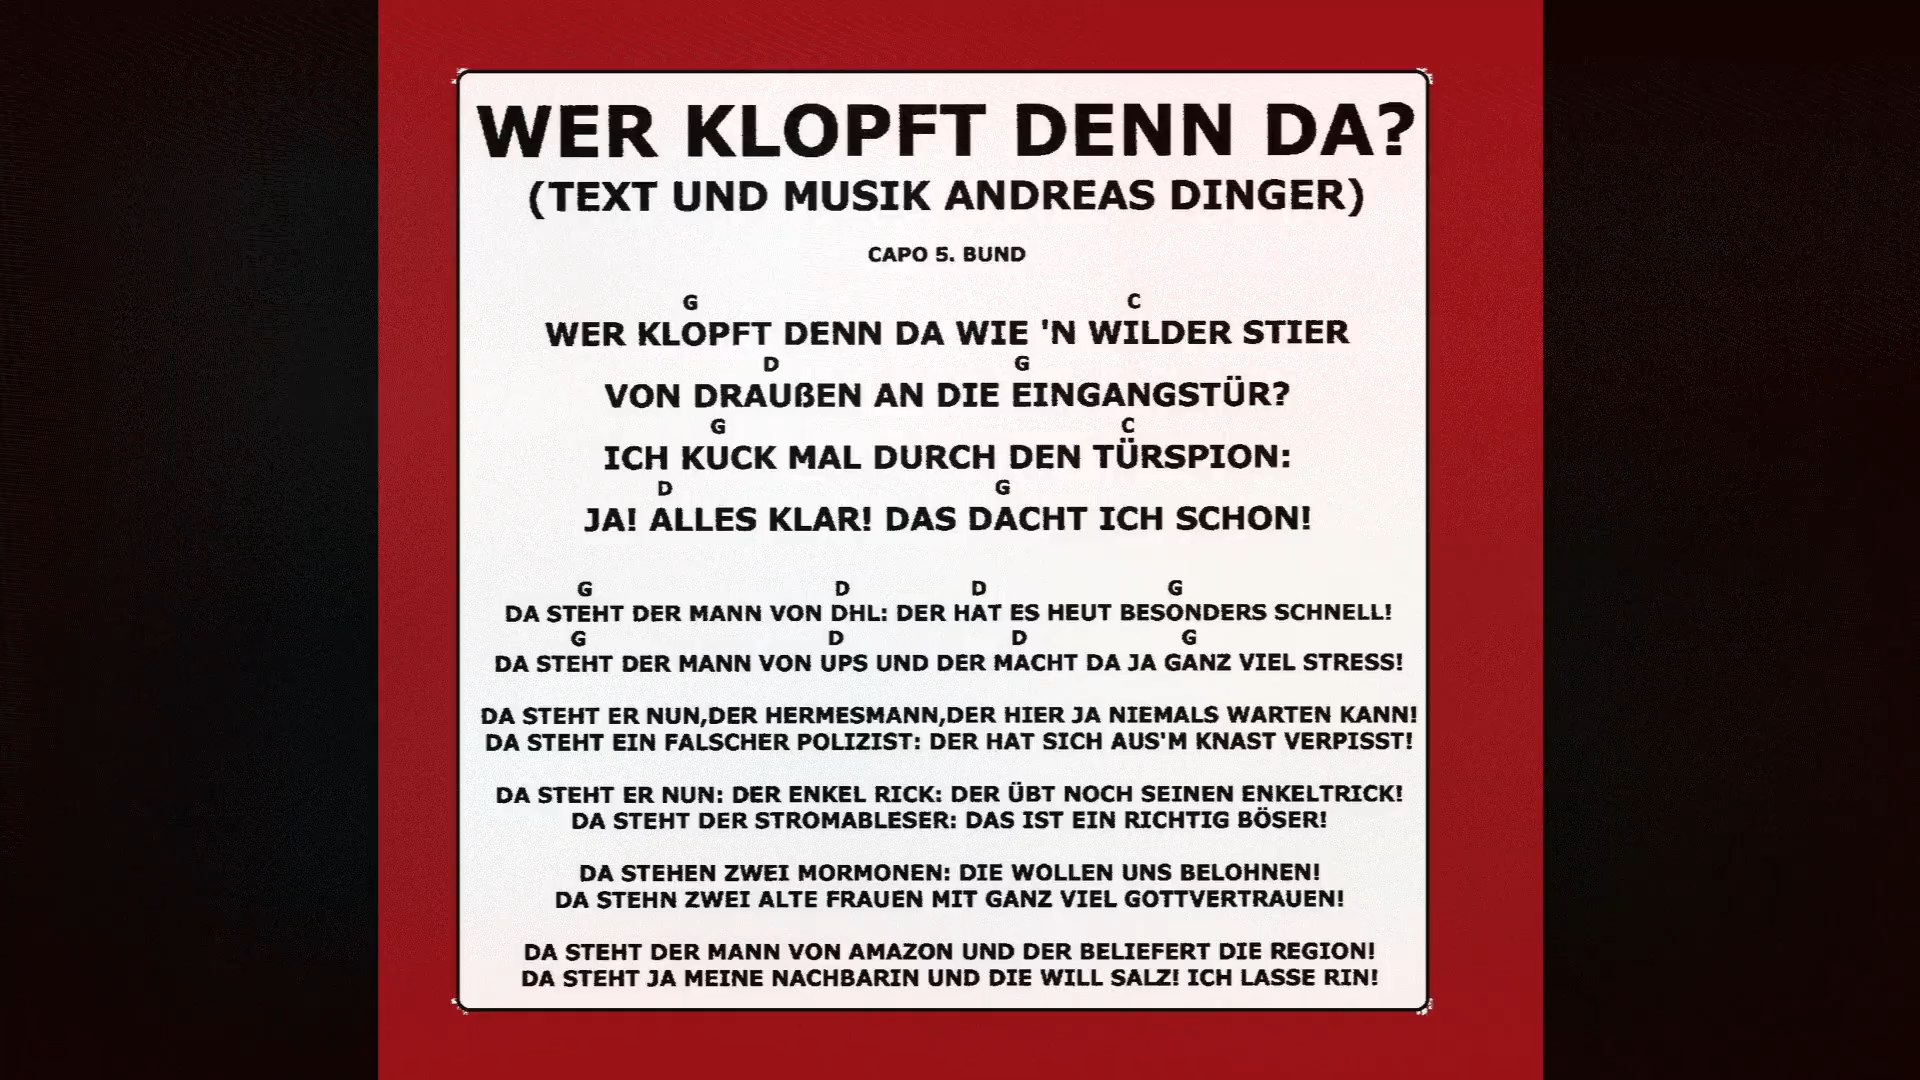 WER KLOPFT DENN DA?
(TEXT UND MUSIK ANDREAS DINGER)
CAPO 5. BUND
G C
WER KLOPFT DENN DA WIE 'N WILDER STIER
D G
VON DRAUßEN AN DIE EINGANGSTÜR?
G C
ICH KUCK MAL DURCH DEN TÜRSPION:
D G
JA! ALLES KLAR! DAS DACHT ICH SCHON!
G D D G
DA STEHT DER MANN VON DHL: DER HAT ES HEUT BESONDERS SCHNELL!
G D D G
DA STEHT DER MANN VON UPS UND DER MACHT DA JA GANZ VIEL STRESS!
DA STEHT ER NUN,DER HERMESMANN,DER HIER JA NIEMALS WARTEN KANN!
DA STEHT EIN FALSCHER POLIZIST: DER HAT SICH AUS'M KNAST VERPISST!
DA STEHT ER NUN: DER ENKEL RICK: DER ÜBT NOCH SEINEN ENKELTRICK!
DA STEHT DER STROMABLESER: DAS IST EIN RICHTIG BÖSER!
DA STEHEN ZWEI MORMONEN: DIE WOLLEN UNS BELOHNEN!
DA STEHN ZWEI ALTE FRAUEN MIT GANZ VIEL GOTTVERTRAUEN!
DA STEHT DER MANN VON AMAZON UND DER BELIEFERT DIE REGION!
DA STEHT JA MEINE NACHBARIN UND DIE WILL SALZ! ICH LASSE RIN!